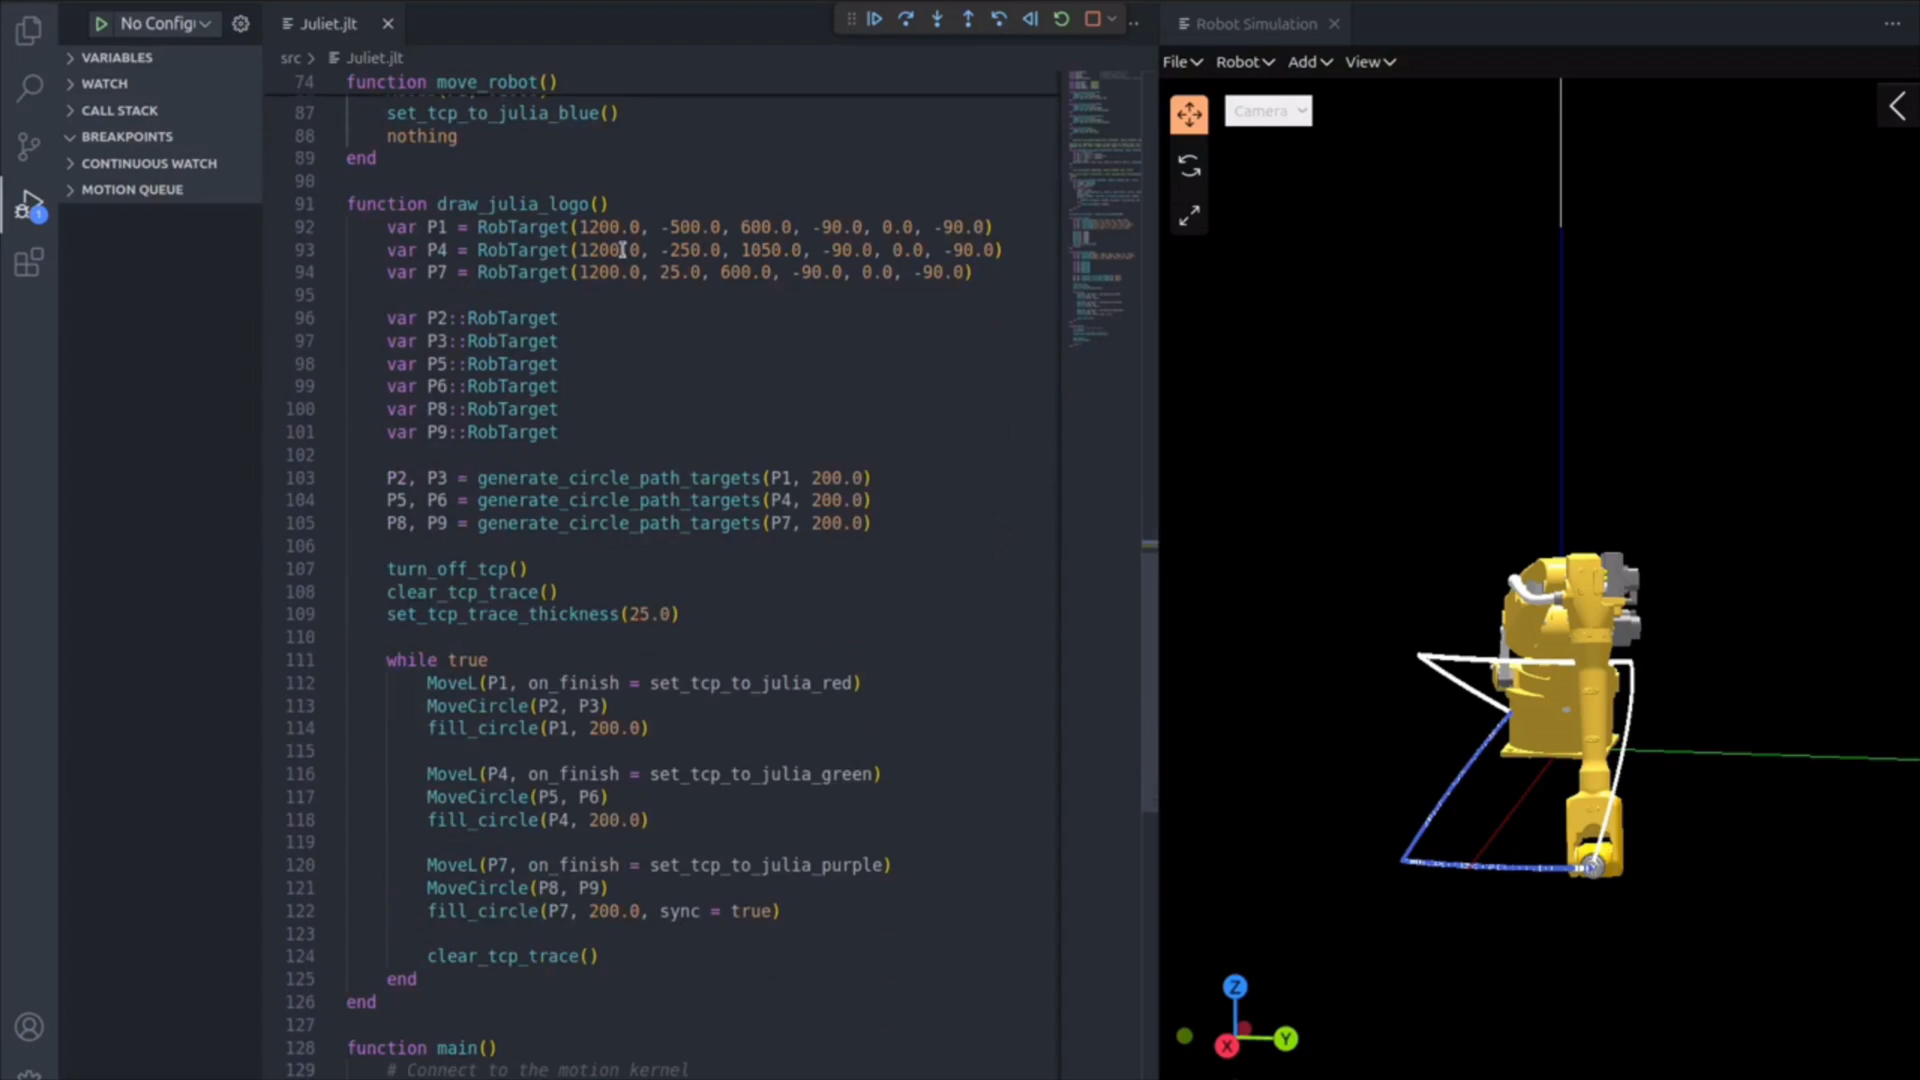 No Config
Juliet.jlt
Robot Simulation
VARIABLES
WATCH
CALL STACK
BREAKPOINTS
CONTINUOUS WATCH
MOTION QUEUE
1
src > Juliet.jlt
74 function move_robot()
87 set_tcp_to_julia_blue()
88 nothing
89 end
90
91 function draw_julia_logo()
92 var P1 = RobTarget(1200.0, -500.0, 600.0, -90.0, 0.0, -90.0)
93 var P4 = RobTarget(1200.0, -250.0, 1050.0, -90.0, 0.0, -90.0)
94 var P7 = RobTarget(1200.0, 25.0, 600.0, -90.0, 0.0, -90.0)
95
96 var P2::RobTarget
97 var P3::RobTarget
98 var P5::RobTarget
99 var P6::RobTarget
100 var P8::RobTarget
101 var P9::RobTarget
102
103 P2, P3 = generate_circle_path_targets(P1, 200.0)
104 P5, P6 = generate_circle_path_targets(P4, 200.0)
105 P8, P9 = generate_circle_path_targets(P7, 200.0)
106
107 turn_off_tcp()
108 clear_tcp_trace()
109 set_tcp_trace_thickness(25.0)
110
111 while true
112 MoveL(P1, on_finish = set_tcp_to_julia_red)
113 MoveCircle(P2, P3)
114 fill_circle(P1, 200.0)
115
116 MoveL(P4, on_finish = set_tcp_to_julia_green)
117 MoveCircle(P5, P6)
118 fill_circle(P4, 200.0)
119
120 MoveL(P7, on_finish = set_tcp_to_julia_purple)
121 MoveCircle(P8, P9)
122 fill_circle(P7, 200.0, sync = true)
123
124 clear_tcp_trace()
125 end
126 end
127
128 function main()
129 # Connect to the motion kernel
File Robot Add View
Camera
Z
X
Y